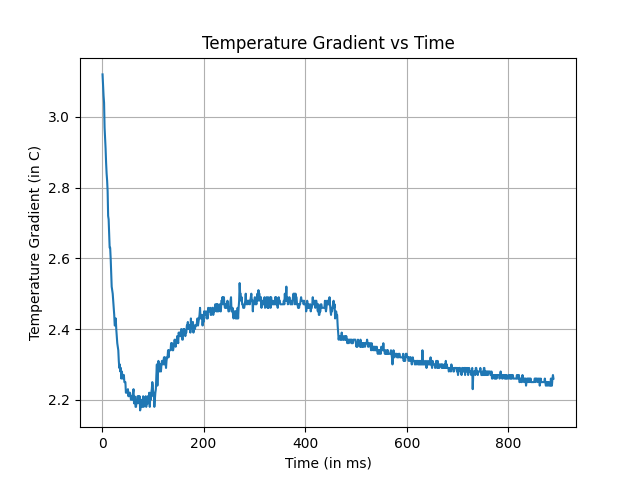 Temperature Gradient vs Time
3.0
2.8
2.6
2.4
2.2
Temperature Gradient (in C)
0 200 400 600 800
Time (in ms)